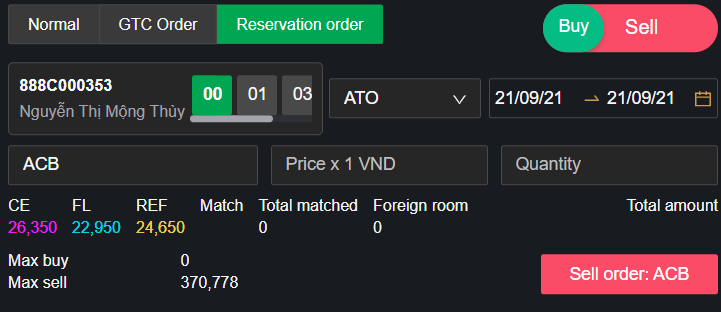 Normal GTC Order Reservation order Buy Sell
888C000353
Nguyễn Thị Mộng Thủy
00 01 03 ATO 21/09/21 → 21/09/21
ACB Price x 1 VND Quantity
CE FL REF Match Total matched Foreign room Total amount
26,350 22,950 24,650 0 0
Max buy 0
Max sell 370,778
Sell order: ACB